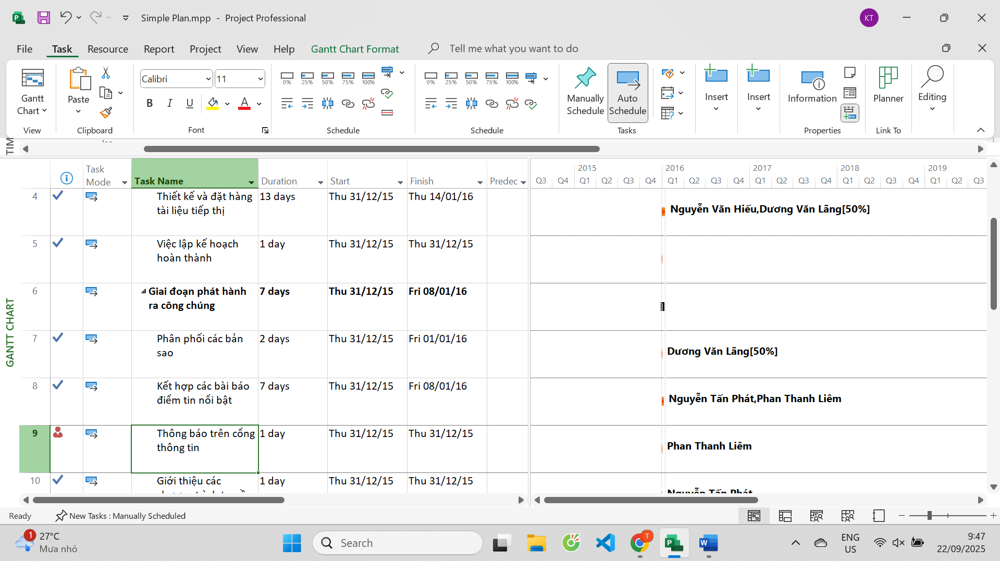 Simple Plan.mpp - Project Professional
KT
File Task Resource Report Project View Help Gantt Chart Format Tell me what you want to do
Gantt
Chart
View
Paste
Clipboard
Calibri 11
B I U A
Font
0% 25% 50% 75% 100%
Schedule
0% 25% 50% 75% 100%
Schedule
Manually
Schedule
Auto
Schedule
Tasks
Insert
Insert
Information
Properties
Planner
Link To
Editing
TIM
GANTT CHART
Task
Mode Task Name Duration Start Finish Predec
2015 2016 2017 2018 2019
Q3 Q4 Q1 Q2 Q3 Q4 Q1 Q2 Q3 Q4 Q1 Q2 Q3 Q4 Q1 Q2 Q3 Q4 Q1 Q2 Q3
4 Thiết kế và đặt hàng 13 days Thu 31/12/15 Thu 14/01/16
tài liệu tiếp thị
Nguyễn Văn Hiếu,Dương Văn Lãng[50%]
5 Việc lập kế hoạch 1 day Thu 31/12/15 Thu 31/12/15
hoàn thành
6 Giai đoạn phát hành 7 days Thu 31/12/15 Fri 08/01/16
ra công chúng
7 Phân phối các bản 2 days Thu 31/12/15 Fri 01/01/16
sao
Dương Văn Lãng[50%]
8 Kết hợp các bài báo 7 days Thu 31/12/15 Fri 08/01/16
điểm tin nổi bật
Nguyễn Tấn Phát,Phan Thanh Liêm
9 Thông báo trên cổng 1 day Thu 31/12/15 Thu 31/12/15
thông tin
Phan Thanh Liêm
10 Giới thiệu các 1 day Thu 31/12/15 Thu 31/12/15
Nguyễn Tấn Phát
Ready New Tasks : Manually Scheduled
1
27°C
Mưa nhỏ
Search
T
ENG
US
9:47
22/09/2025